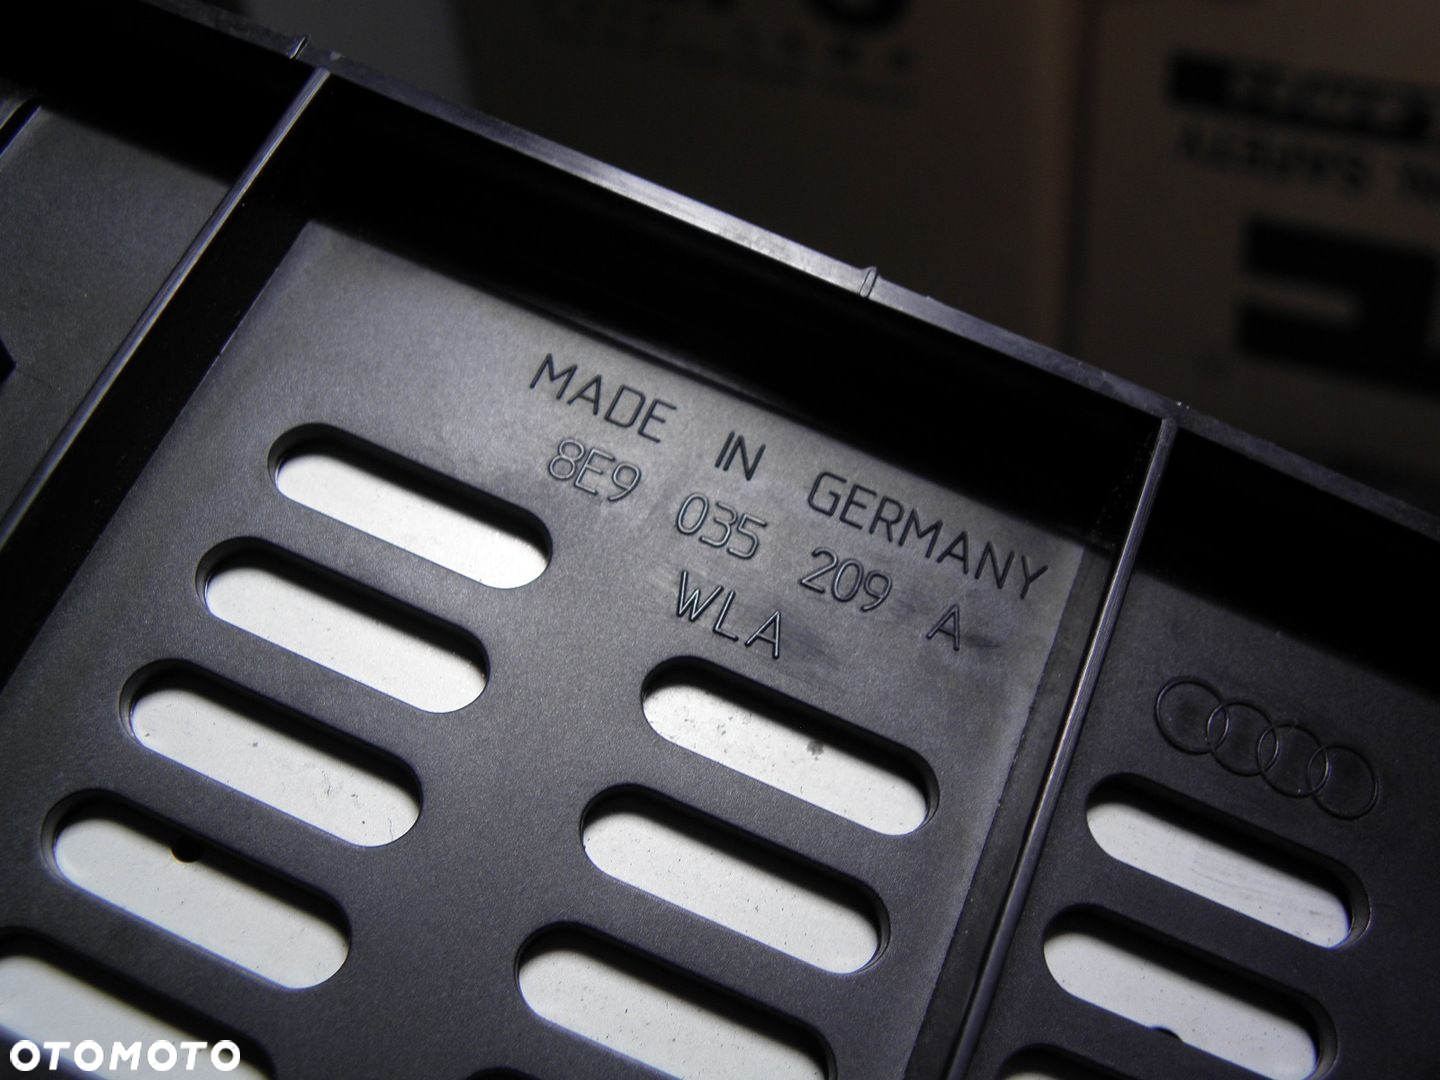 MADE IN GERMANY
8E9 035 209 A
WLA
OTOMOTO